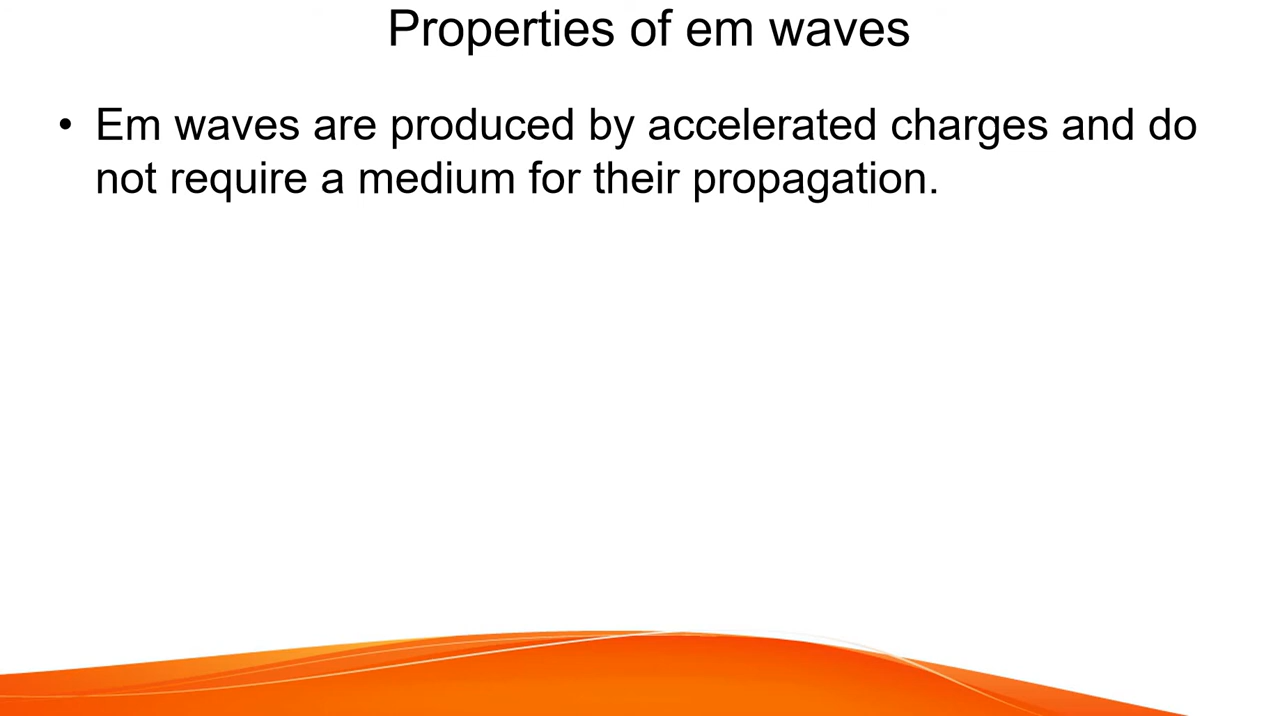 Properties of em waves
• Em waves are produced by accelerated charges and do
not require a medium for their propagation.